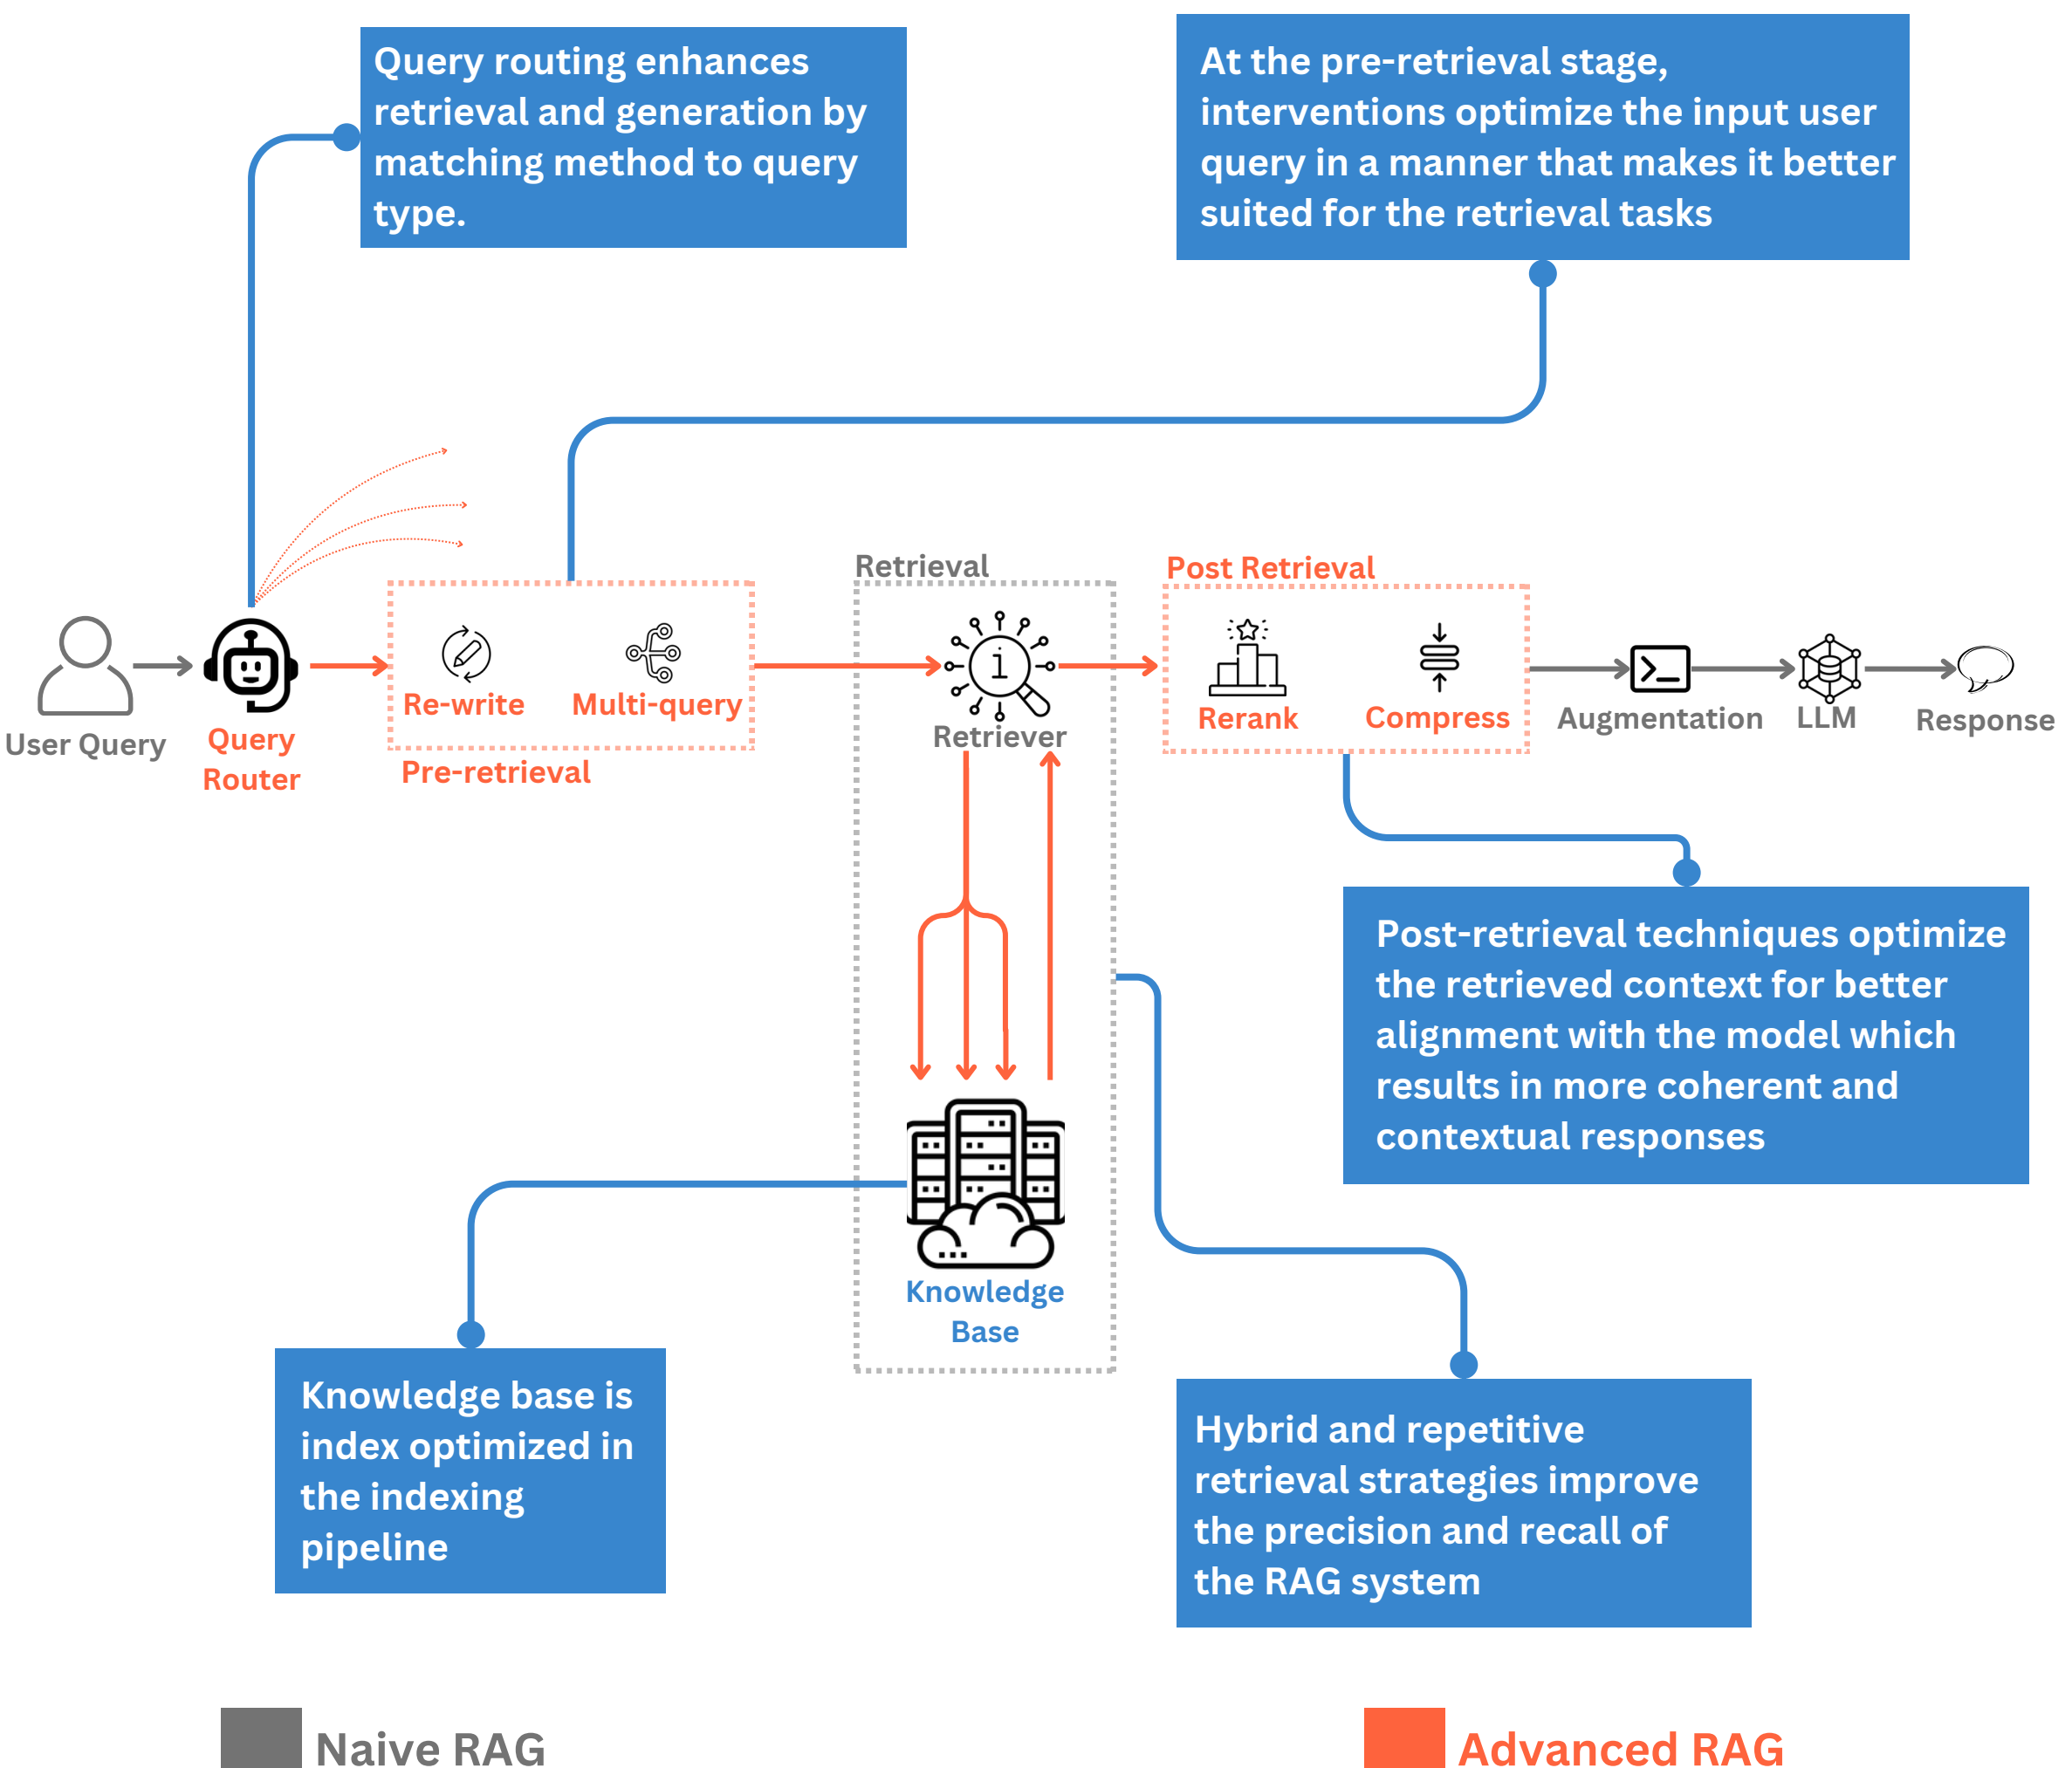 Query routing enhances
retrieval and generation by
matching method to query
type.
At the pre-retrieval stage,
interventions optimize the input user
query in a manner that makes it better
suited for the retrieval tasks
User Query
Query
Router
Re-write
Multi-query
Pre-retrieval
Retrieval
Retriever
Post Retrieval
Rerank
Compress
Augmentation
LLM
Response
Post-retrieval techniques optimize
the retrieved context for better
alignment with the model which
results in more coherent and
contextual responses
Knowledge
Base
Knowledge base is
index optimized in
the indexing
pipeline
Hybrid and repetitive
retrieval strategies improve
the precision and recall of
the RAG system
Naive RAG
Advanced RAG